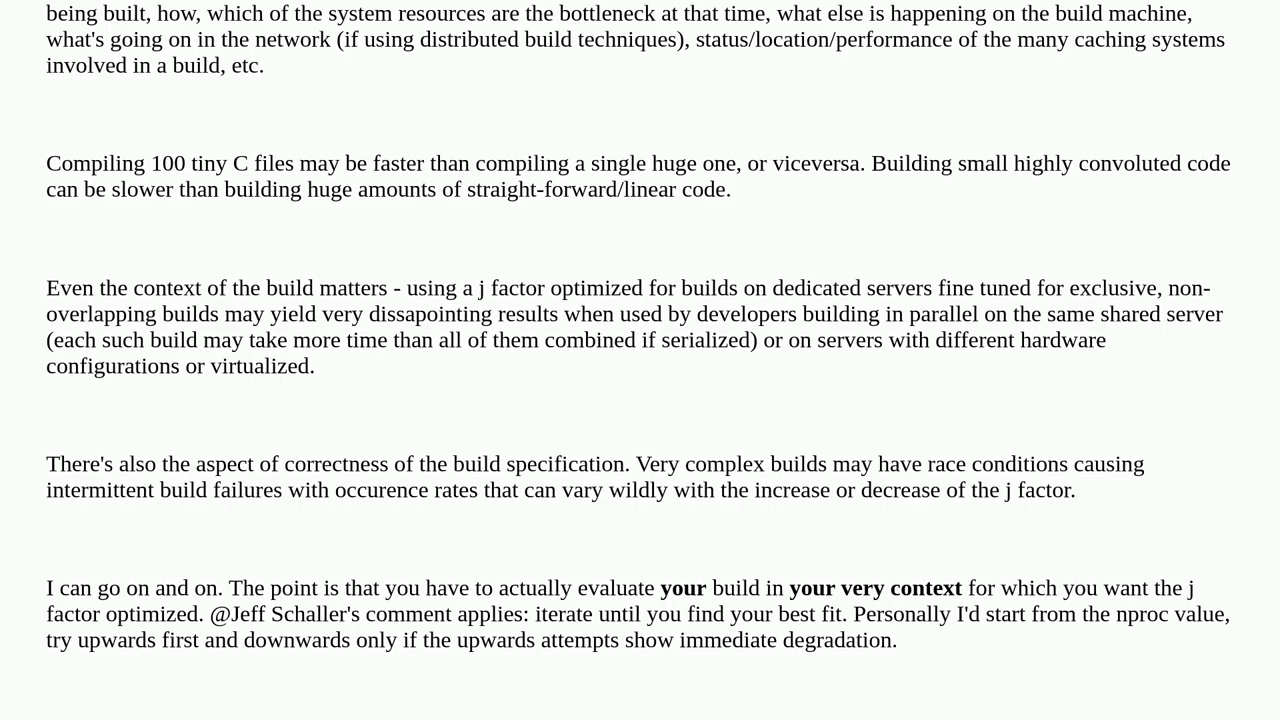 being built, how, which of the system resources are the bottleneck at that time, what else is happening on the build machine,
what's going on in the network (if using distributed build techniques), status/location/performance of the many caching systems
involved in a build, etc.
Compiling 100 tiny C files may be faster than compiling a single huge one, or viceversa. Building small highly convoluted code
can be slower than building huge amounts of straight-forward/linear code.
Even the context of the build matters - using a j factor optimized for builds on dedicated servers fine tuned for exclusive, non-
overlapping builds may yield very dissapointing results when used by developers building in parallel on the same shared server
(each such build may take more time than all of them combined if serialized) or on servers with different hardware
configurations or virtualized.
There's also the aspect of correctness of the build specification. Very complex builds may have race conditions causing
intermittent build failures with occurence rates that can vary wildly with the increase or decrease of the j factor.
I can go on and on. The point is that you have to actually evaluate your build in your very context for which you want the j
factor optimized. @Jeff Schaller's comment applies: iterate until you find your best fit. Personally I'd start from the nproc value,
try upwards first and downwards only if the upwards attempts show immediate degradation.